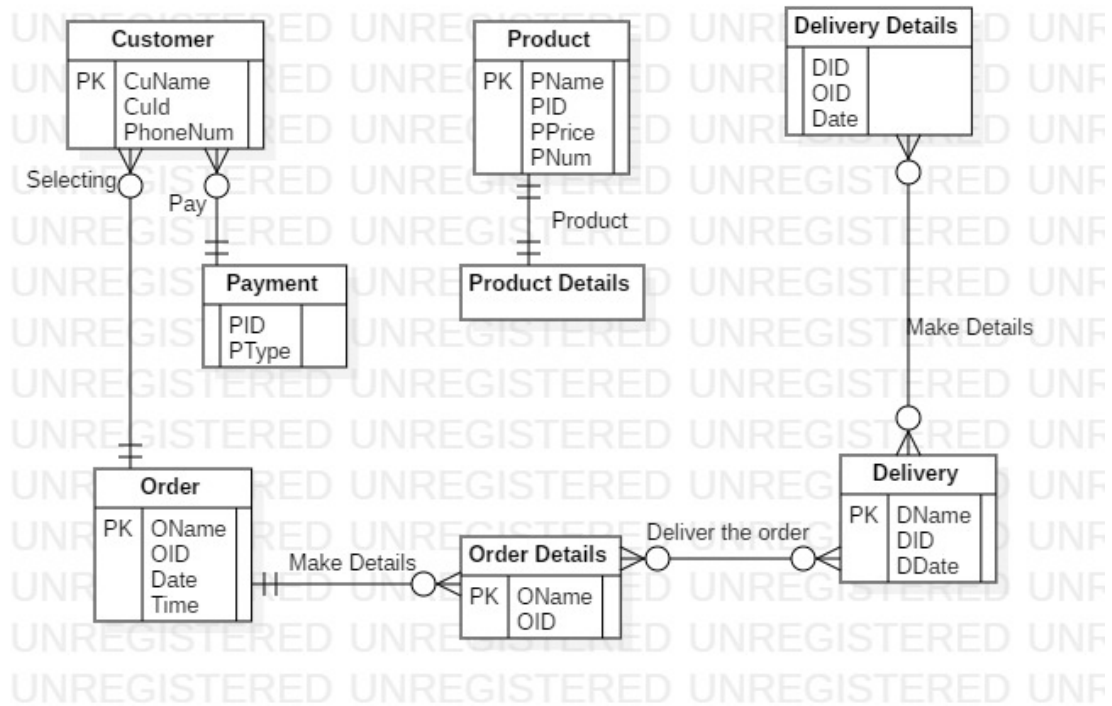 Customer
PK CuName
CuId
PhoneNum
Product
PK PName
PID
PPrice
PNum
Delivery Details
DID
OID
Date
Selecting
Pay
Product
Payment
PID
PType
Product Details
Make Details
Order
PK OName
OID
Date
Time
Make Details
Order Details
PK OName
OID
Deliver the order
Delivery
PK DName
DID
DDate
UNREGISTERED UNREGISTERED UNREGISTERED UNR